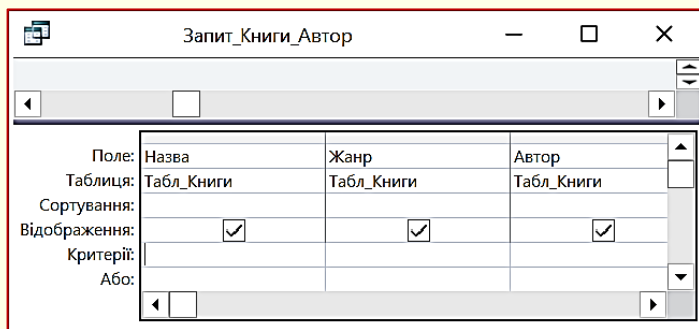 Запит_Книги_Автор
Поле: Назва Жанр Автор
Таблиця: Табл_Книги Табл_Книги Табл_Книги
Сортування:
Відображення:
Критерії:
Або: